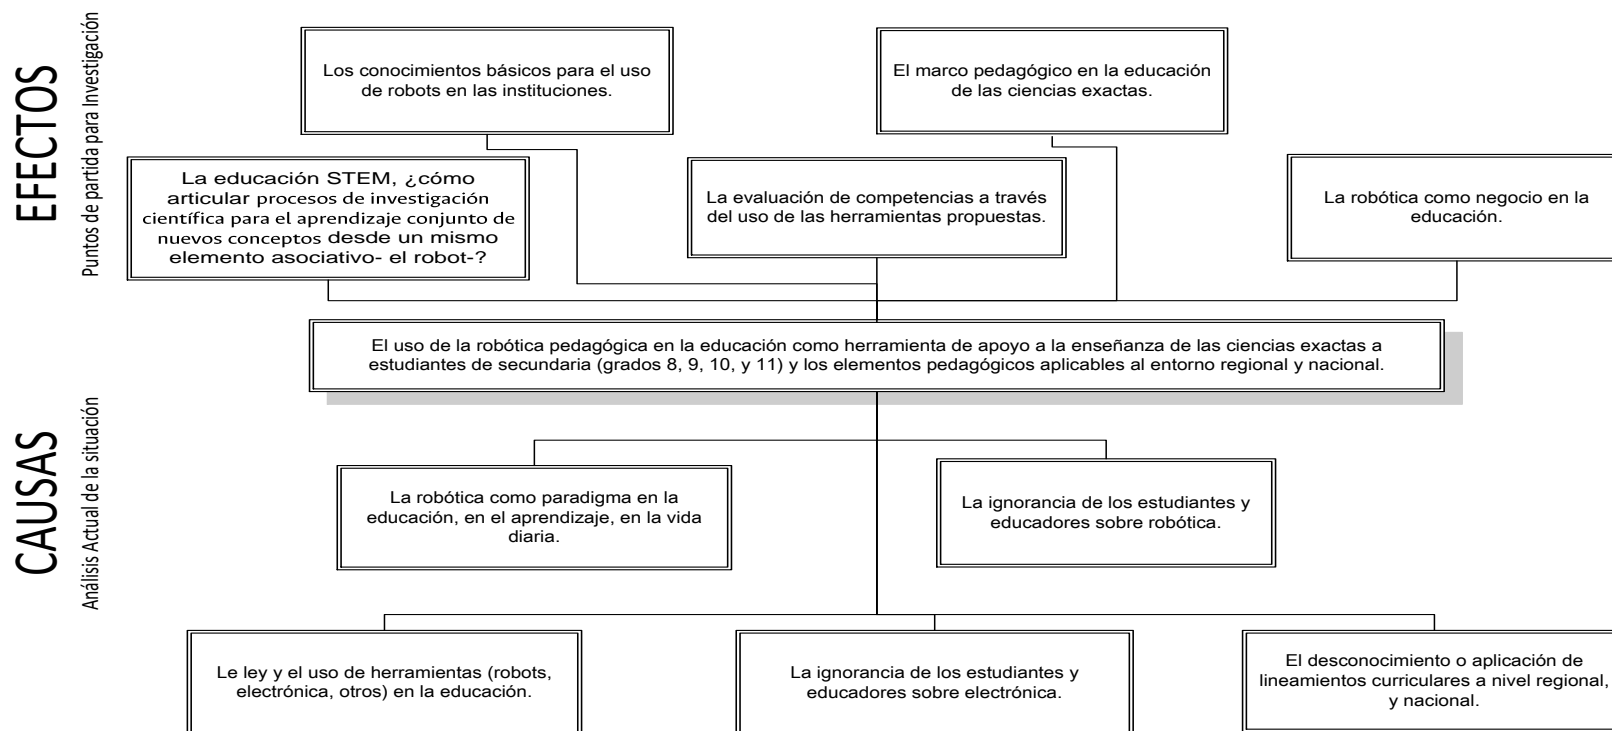 EFECTOS
Puntos de partida para Investigación
Los conocimientos básicos para el uso
de robots en las instituciones.
El marco pedagógico en la educación
de las ciencias exactas.
La educación STEM, ¿cómo
articular procesos de investigación
científica para el aprendizaje conjunto de
nuevos conceptos desde un mismo
elemento asociativo- el robot-?
La evaluación de competencias a través
del uso de las herramientas propuestas.
La robótica como negocio en la
educación.
El uso de la robótica pedagógica en la educación como herramienta de apoyo a la enseñanza de las ciencias exactas a
estudiantes de secundaria (grados 8, 9, 10, y 11) y los elementos pedagógicos aplicables al entorno regional y nacional.
CAUSAS
Análisis Actual de la situación
La robótica como paradigma en la
educación, en el aprendizaje, en la vida
diaria.
La ignorancia de los estudiantes y
educadores sobre robótica.
Le ley y el uso de herramientas (robots,
electrónica, otros) en la educación.
La ignorancia de los estudiantes y
educadores sobre electrónica.
El desconocimiento o aplicación de
lineamientos curriculares a nivel regional,
y nacional.